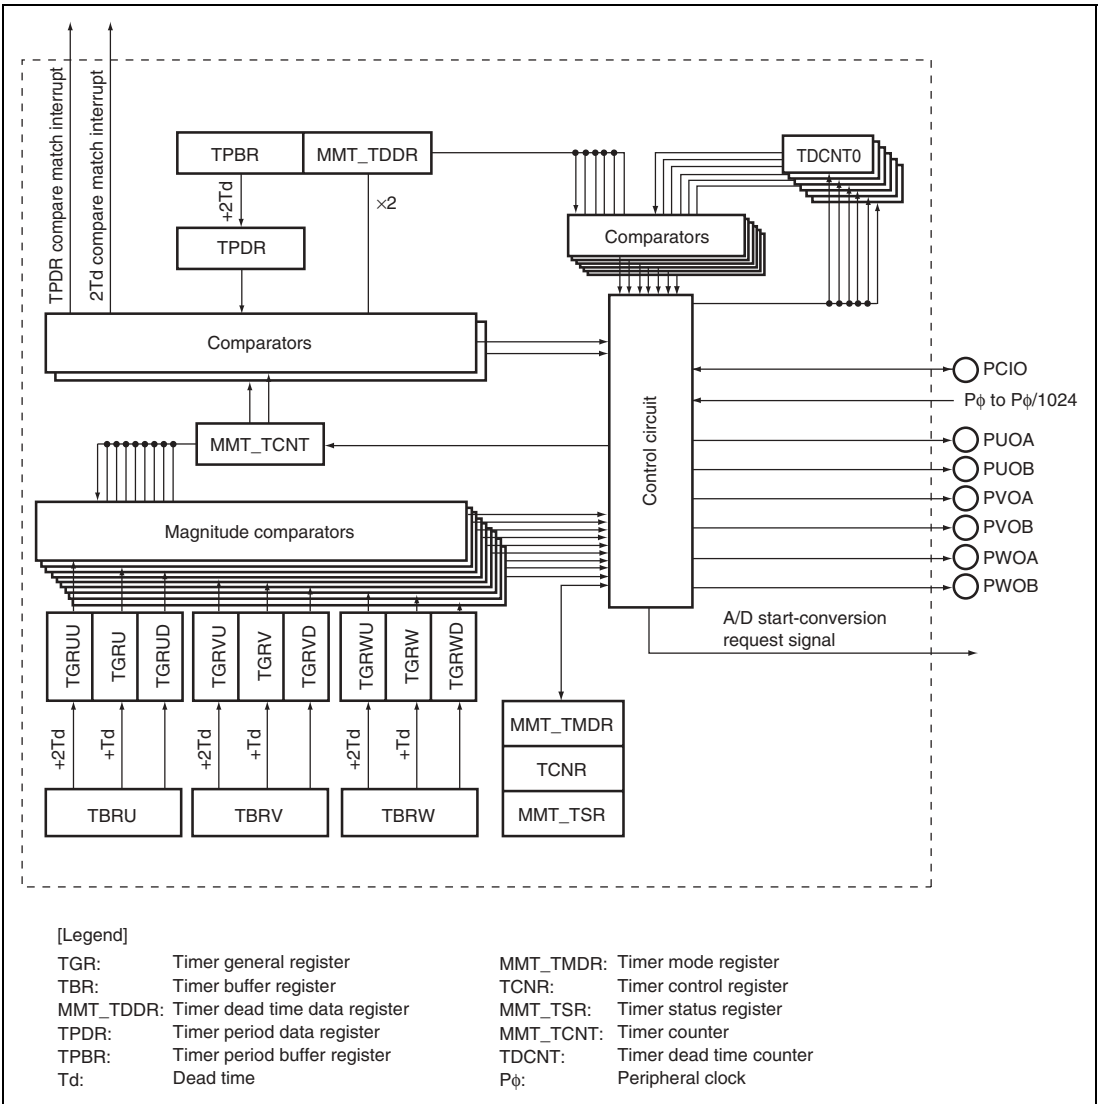 TPDR compare match interrupt
2Td compare match interrupt
TPBR
MMT_TDDR
TDCNT0
+2Td
×2
TPDR
Comparators
Comparators
PCIO
Pϕ to Pϕ/1024
MMT_TCNT
Control circuit
PUOA
PUOB
PVOA
PVOB
PWOA
PWOB
Magnitude comparators
A/D start-conversion
request signal
TGRUU
TGRU
TGRUD
TGRVU
TGRV
TGRVD
TGRWU
TGRW
TGRWD
+2Td
+Td
+2Td
+Td
+2Td
+Td
MMT_TMDR
TCNR
MMT_TSR
TBRU
TBRV
TBRW
[Legend]
TGR: Timer general register
TBR: Timer buffer register
MMT_TDDR: Timer dead time data register
TPDR: Timer period data register
TPBR: Timer period buffer register
Td: Dead time
MMT_TMDR: Timer mode register
TCNR: Timer control register
MMT_TSR: Timer status register
MMT_TCNT: Timer counter
TDCNT: Timer dead time counter
Pϕ: Peripheral clock